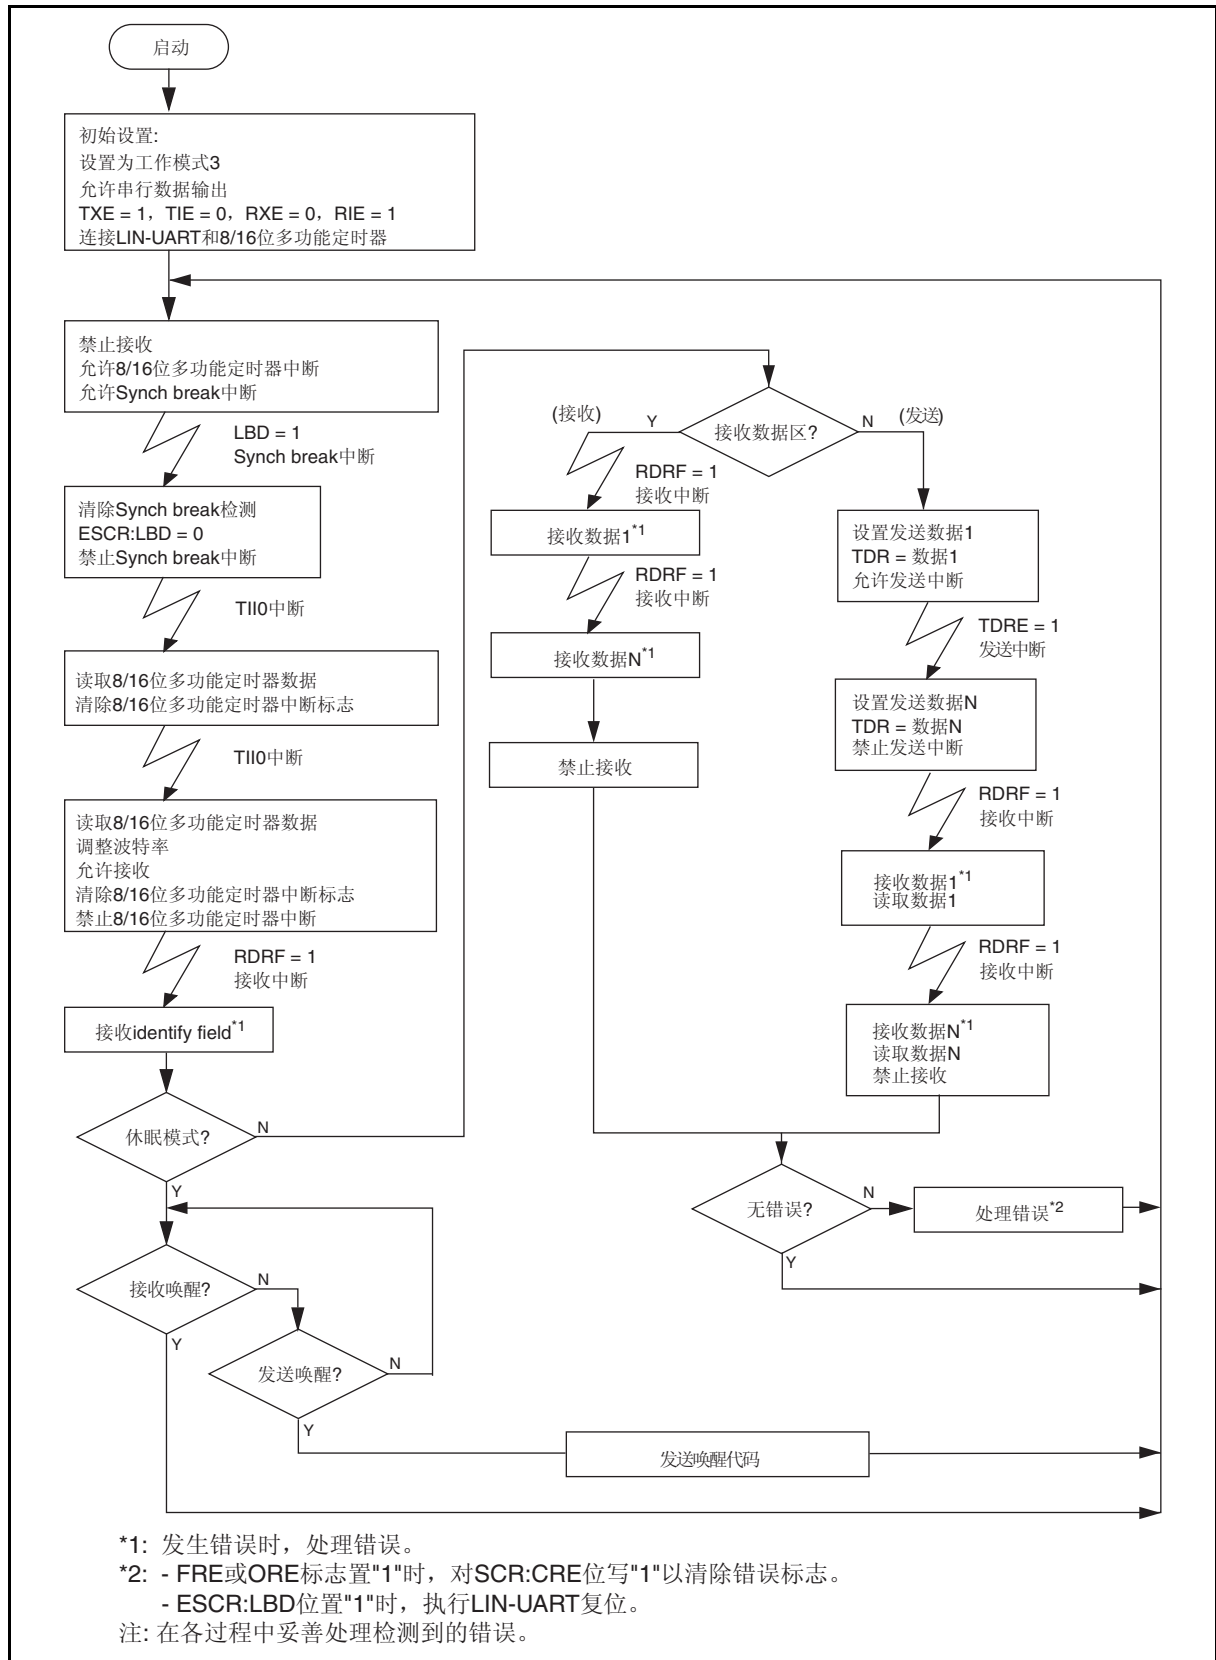 启动
初始设置:
设置为工作模式3
允许串行数据输出
TXE = 1，TIE = 0，RXE = 0，RIE = 1
连接LIN-UART和8/16位多功能定时器
禁止接收
允许8/16位多功能定时器中断
允许Synch break中断
LBD = 1
Synch break中断
清除Synch break检测
ESCR:LBD = 0
禁止Synch break中断
TII0中断
读取8/16位多功能定时器数据
清除8/16位多功能定时器中断标志
TII0中断
读取8/16位多功能定时器数据
调整波特率
允许接收
清除8/16位多功能定时器中断标志
禁止8/16位多功能定时器中断
RDRF = 1
接收中断
接收identify field*1
休眠模式?
N
Y
接收唤醒?
N
Y
发送唤醒?
N
Y
发送唤醒代码
接收数据区?
(接收)
Y
N
(发送)
RDRF = 1
接收中断
接收数据1*1
RDRF = 1
接收中断
接收数据N*1
禁止接收
设置发送数据1
TDR = 数据1
允许发送中断
TDRE = 1
发送中断
设置发送数据N
TDR = 数据N
禁止发送中断
RDRF = 1
接收中断
接收数据1*1
读取数据1
RDRF = 1
接收中断
接收数据N*1
读取数据N
禁止接收
无错误?
N
Y
处理错误*2
*1: 发生错误时，处理错误。
*2: - FRE或ORE标志置"1"时，对SCR:CRE位写"1"以清除错误标志。
- ESCR:LBD位置"1"时，执行LIN-UART复位。
注: 在各过程中妥善处理检测到的错误。